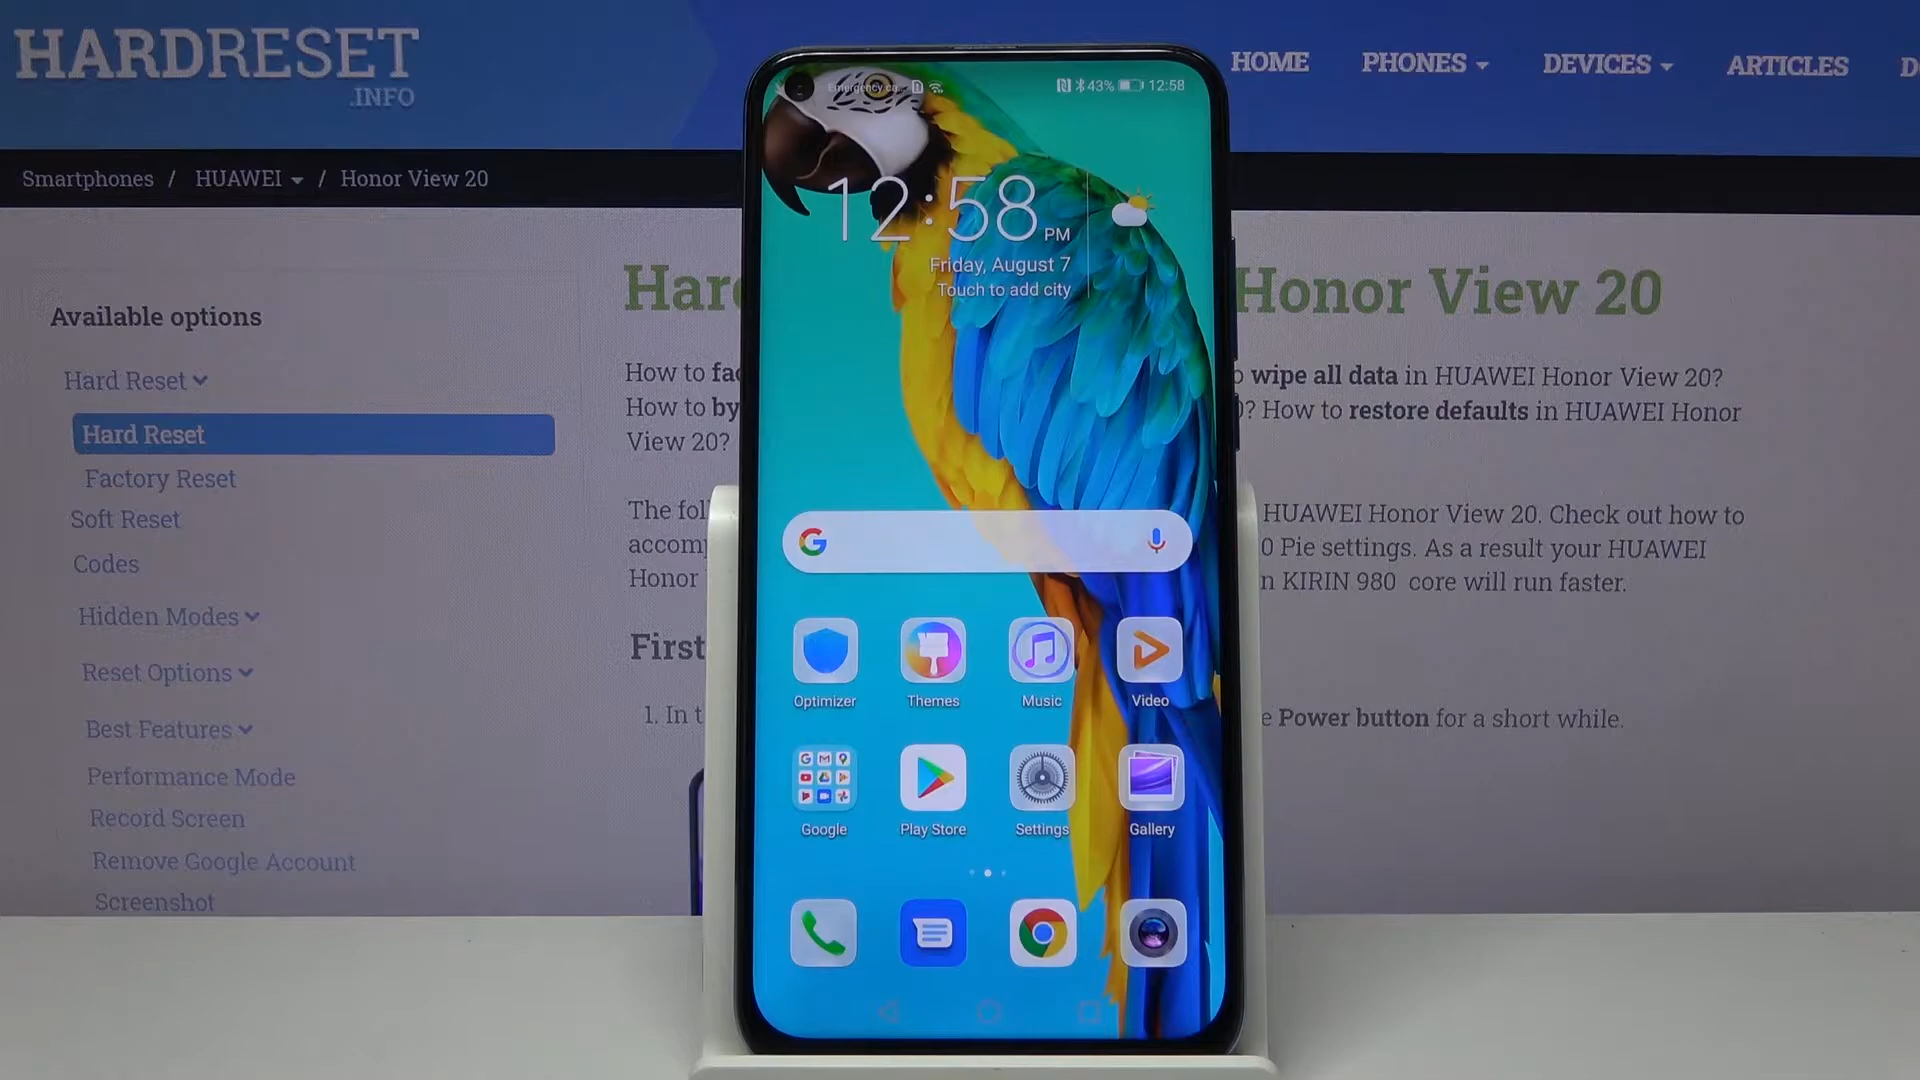 HARDRESET
.INFO
HOME PHONES DEVICES ARTICLES
Smartphones / HUAWEI / Honor View 20
Available options
Hard Reset
Hard Reset
Factory Reset
Soft Reset
Codes
Hidden Modes
Reset Options
Best Features
Performance Mode
Record Screen
Remove Google Account
Screenshot
Honor View 20
How to
wipe all data in HUAWEI Honor View 20?
How to
? How to restore defaults in HUAWEI Honor
View 20?
The
HUAWEI Honor View 20. Check out how to
0 Pie settings. As a result your HUAWEI
Honor
KIRIN 980 core will run faster.
First
1. In
Power button for a short while.
Emergency ca...
43% 12:58
12:58 PM
Friday, August 7
Touch to add city
Optimizer Themes Music Video
Google Play Store Settings Gallery